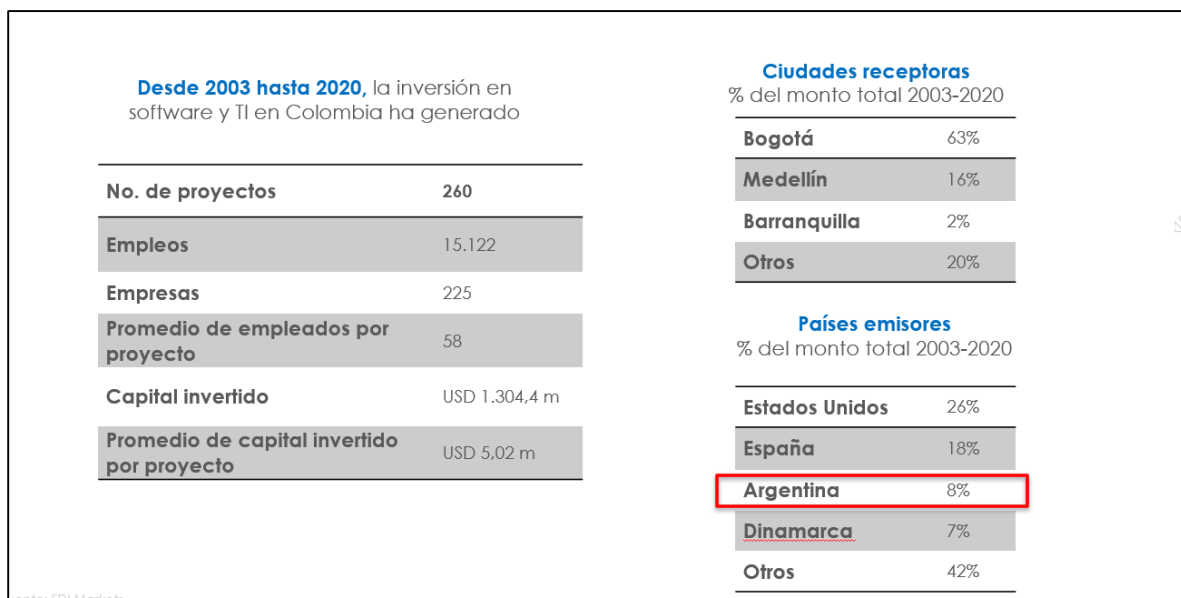 Desde 2003 hasta 2020, la inversión en
software y TI en Colombia ha generado
No. de proyectos 260
Empleos 15.122
Empresas 225
Promedio de empleados por
proyecto 58
Capital invertido USD 1.304,4 m
Promedio de capital invertido
por proyecto USD 5,02 m
Ciudades receptoras
% del monto total 2003-2020
Bogotá 63%
Medellín 16%
Barranquilla 2%
Otros 20%
Países emisores
% del monto total 2003-2020
Estados Unidos 26%
España 18%
Argentina 8%
Dinamarca 7%
Otros 42%